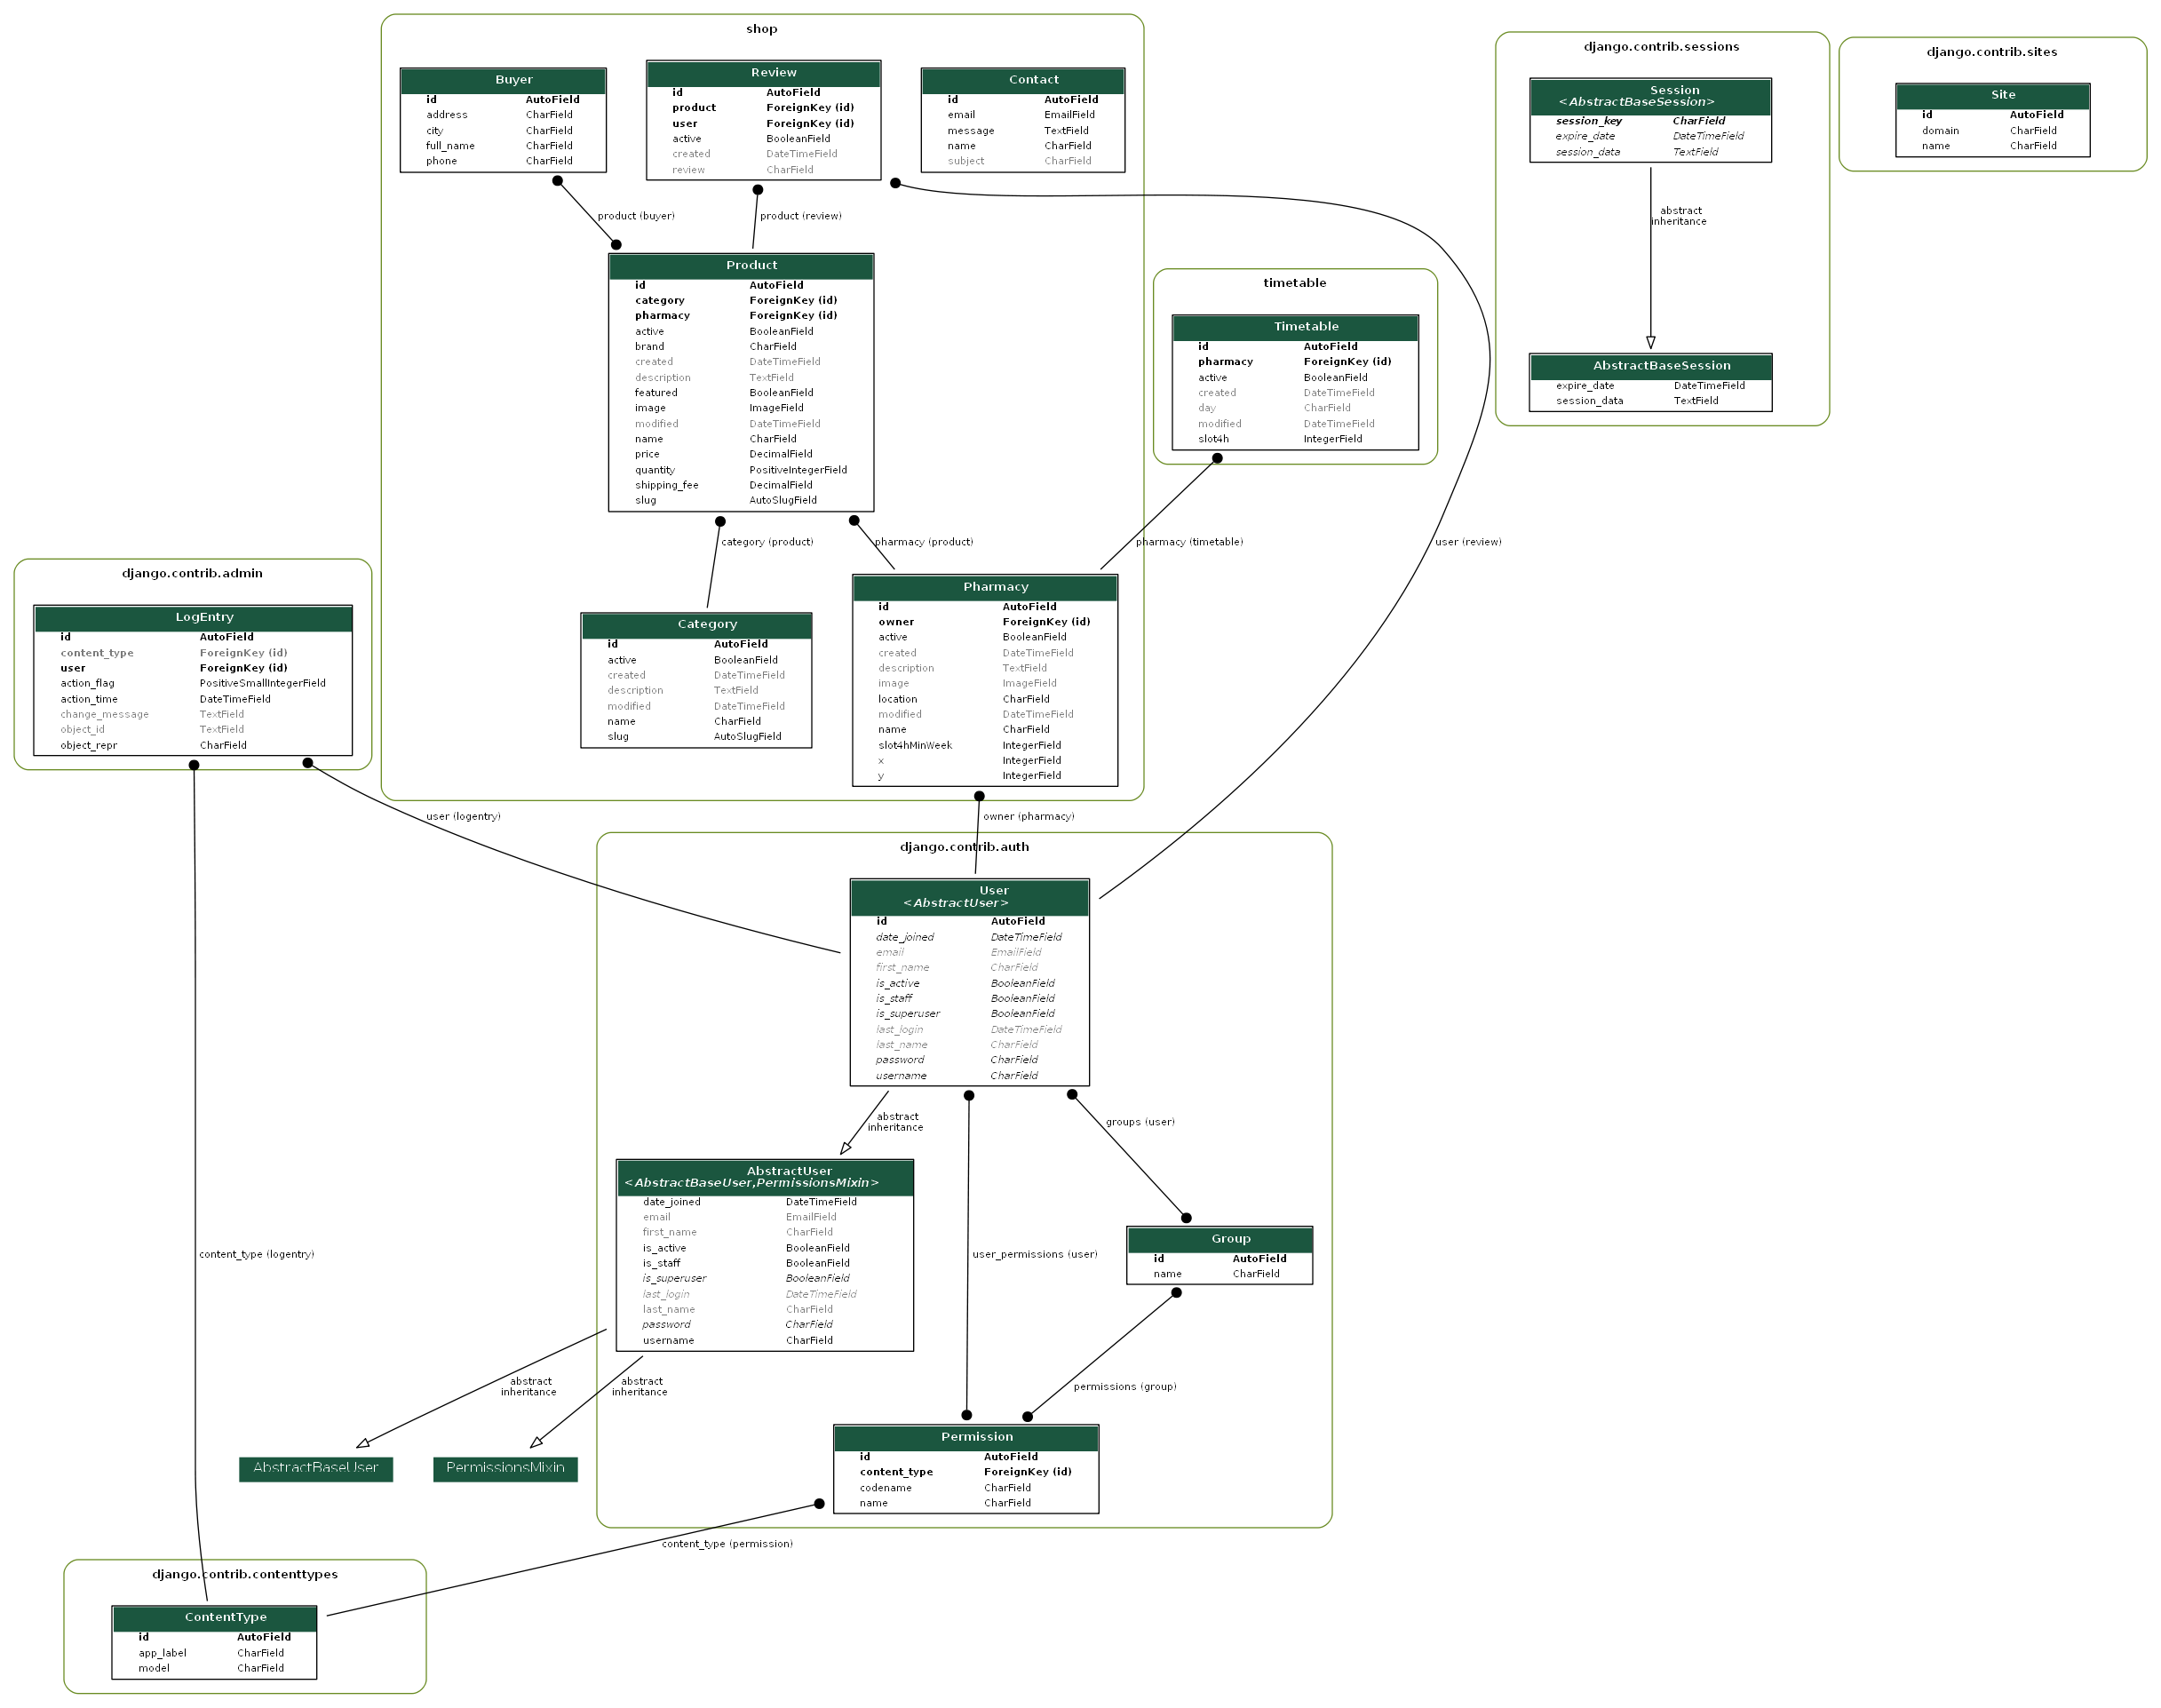 shop
Buyer
id AutoField
address CharField
city CharField
full_name CharField
phone CharField
Review
id AutoField
product ForeignKey (id)
user ForeignKey (id)
active BooleanField
created DateTimeField
review CharField
Contact
id AutoField
email EmailField
message TextField
name CharField
subject CharField
product (buyer)
product (review)
Product
id AutoField
category ForeignKey (id)
pharmacy ForeignKey (id)
active BooleanField
brand CharField
created DateTimeField
description TextField
featured BooleanField
image ImageField
modified DateTimeField
name CharField
price DecimalField
quantity PositiveIntegerField
shipping_fee DecimalField
slug AutoSlugField
category (product)
pharmacy (product)
Category
id AutoField
active BooleanField
created DateTimeField
description TextField
modified DateTimeField
name CharField
slug AutoSlugField
Pharmacy
id AutoField
owner ForeignKey (id)
active BooleanField
created DateTimeField
description TextField
image ImageField
location CharField
modified DateTimeField
name CharField
slot4hMinWeek IntegerField
x IntegerField
y IntegerField
timetable
Timetable
id AutoField
pharmacy ForeignKey (id)
active BooleanField
created DateTimeField
day CharField
modified DateTimeField
slot4h IntegerField
pharmacy (timetable)
user (review)
django.contrib.sessions
Session
<AbstractBaseSession>
session_key CharField
expire_date DateTimeField
session_data TextField
abstract
inheritance
AbstractBaseSession
expire_date DateTimeField
session_data TextField
django.contrib.sites
Site
id AutoField
domain CharField
name CharField
django.contrib.admin
LogEntry
id AutoField
content_type ForeignKey (id)
user ForeignKey (id)
action_flag PositiveSmallIntegerField
action_time DateTimeField
change_message TextField
object_id TextField
object_repr CharField
user (logentry)
owner (pharmacy)
django.contrib.auth
User
<AbstractUser>
id AutoField
date_joined DateTimeField
email EmailField
first_name CharField
is_active BooleanField
is_staff BooleanField
is_superuser BooleanField
last_login DateTimeField
last_name CharField
password CharField
username CharField
abstract
inheritance
groups (user)
AbstractUser
<AbstractBaseUser,PermissionsMixin>
date_joined DateTimeField
email EmailField
first_name CharField
is_active BooleanField
is_staff BooleanField
is_superuser BooleanField
last_login DateTimeField
last_name CharField
password CharField
username CharField
content_type (logentry)
user_permissions (user)
Group
id AutoField
name CharField
abstract
inheritance
abstract
inheritance
permissions (group)
AbstractBaseUser
PermissionsMixin
Permission
id AutoField
content_type ForeignKey (id)
codename CharField
name CharField
content_type (permission)
django.contrib.contenttypes
ContentType
id AutoField
app_label CharField
model CharField